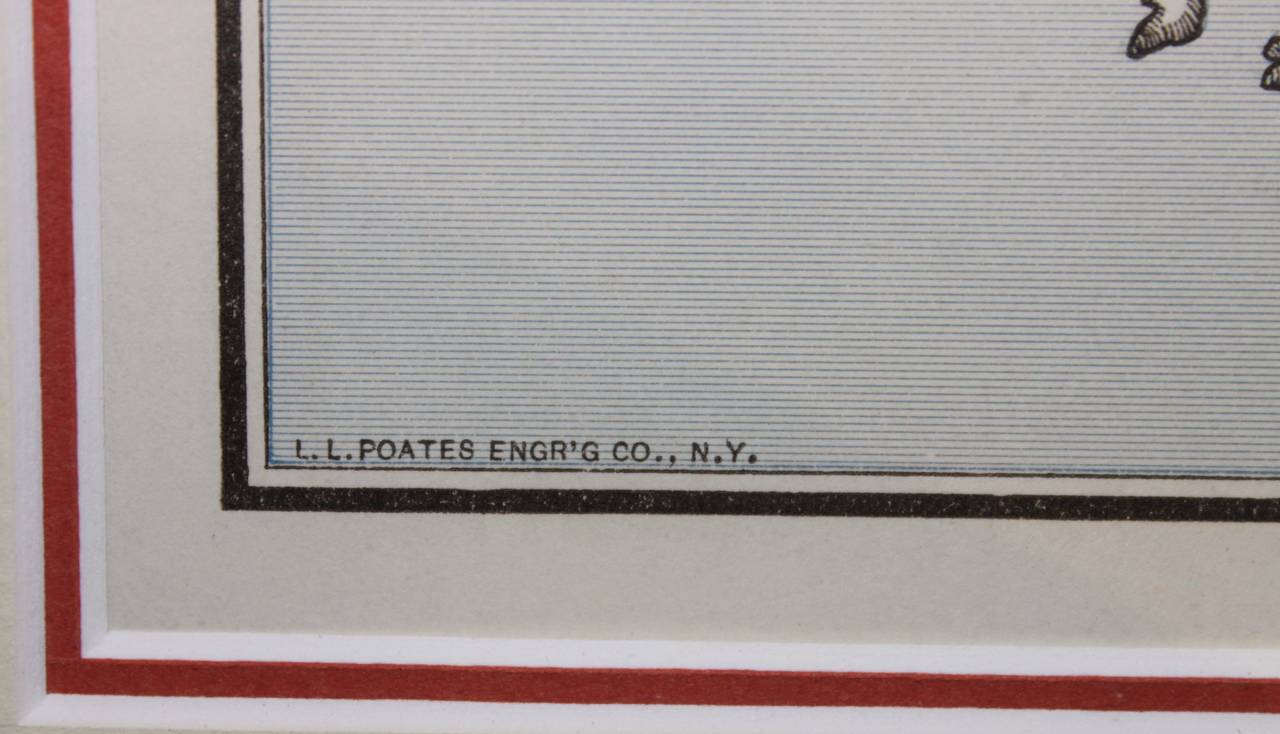 L. L. POATES ENGR'G CO., N.Y.